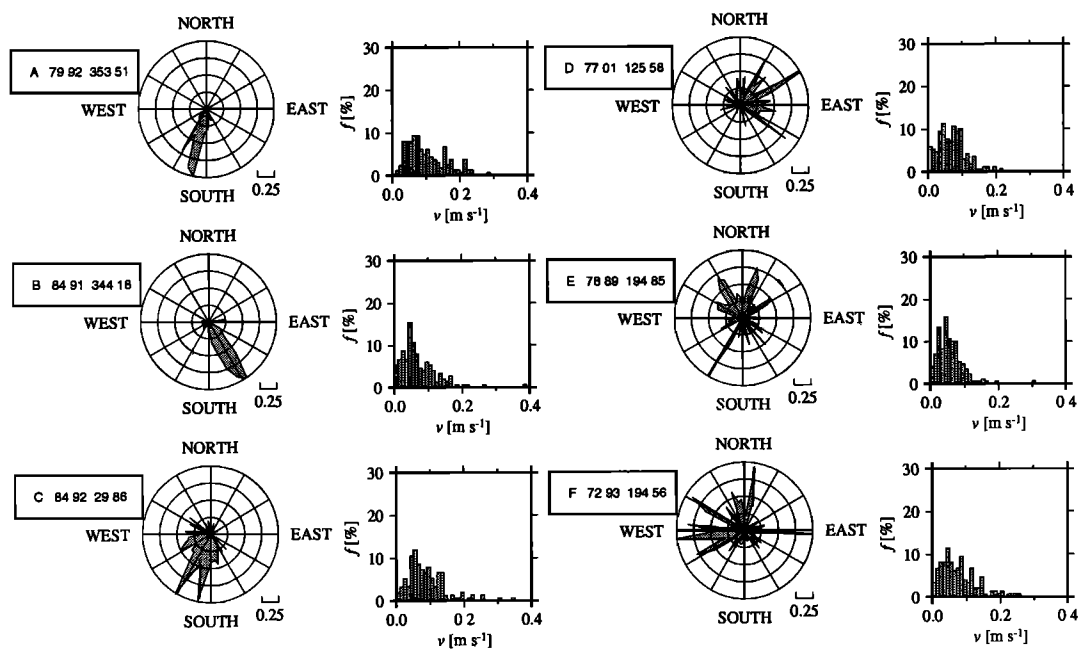 NORTH
A 79 92 353 51
WEST
EAST
SOUTH
0.25
30
20
10
0
f [%]
0.0
0.2
0.4
v [m s⁻¹]
NORTH
D 77 01 125 58
WEST
EAST
SOUTH
0.25
30
20
10
0
f [%]
0.0
0.2
0 4
v [m s⁻¹]
NORTH
B 84 91 344 18
WEST
EAST
SOUTH
0.25
30
20
10
0
f [%]
0.0
0.2
0 4
v [m s⁻¹]
NORTH
E 78 89 194 85
WEST
EAST
SOUTH
0.25
30
20
10
0
f [%]
0.0
0.2
0 4
v [m s⁻¹]
NORTH
C 84 92 29 86
WEST
EAST
SOUTH
0.25
30
20
10
0
f [%]
0.0
0.2
0.4
v [m s⁻¹]
NORTH
F 72 93 194 56
WEST
EAST
SOUTH
0.25
30
20
10
0
f [%]
0.0
0.2
0 4
v [m s⁻¹]